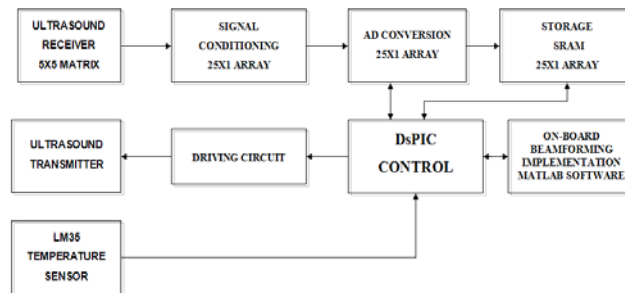 ULTRASOUND
RECEIVER
5X5 MATRIX
SIGNAL
CONDITIONING
25X1 ARRAY
AD CONVERSION
25X1 ARRAY
STORAGE
SRAM
25X1 ARRAY
ULTRASOUND
TRANSMITTER
DRIVING CIRCUIT
DsPIC
CONTROL
ON-BOARD
BEAMFORMING
IMPLEMENTATION
MATLAB SOFTWARE
LM35
TEMPERATURE
SENSOR